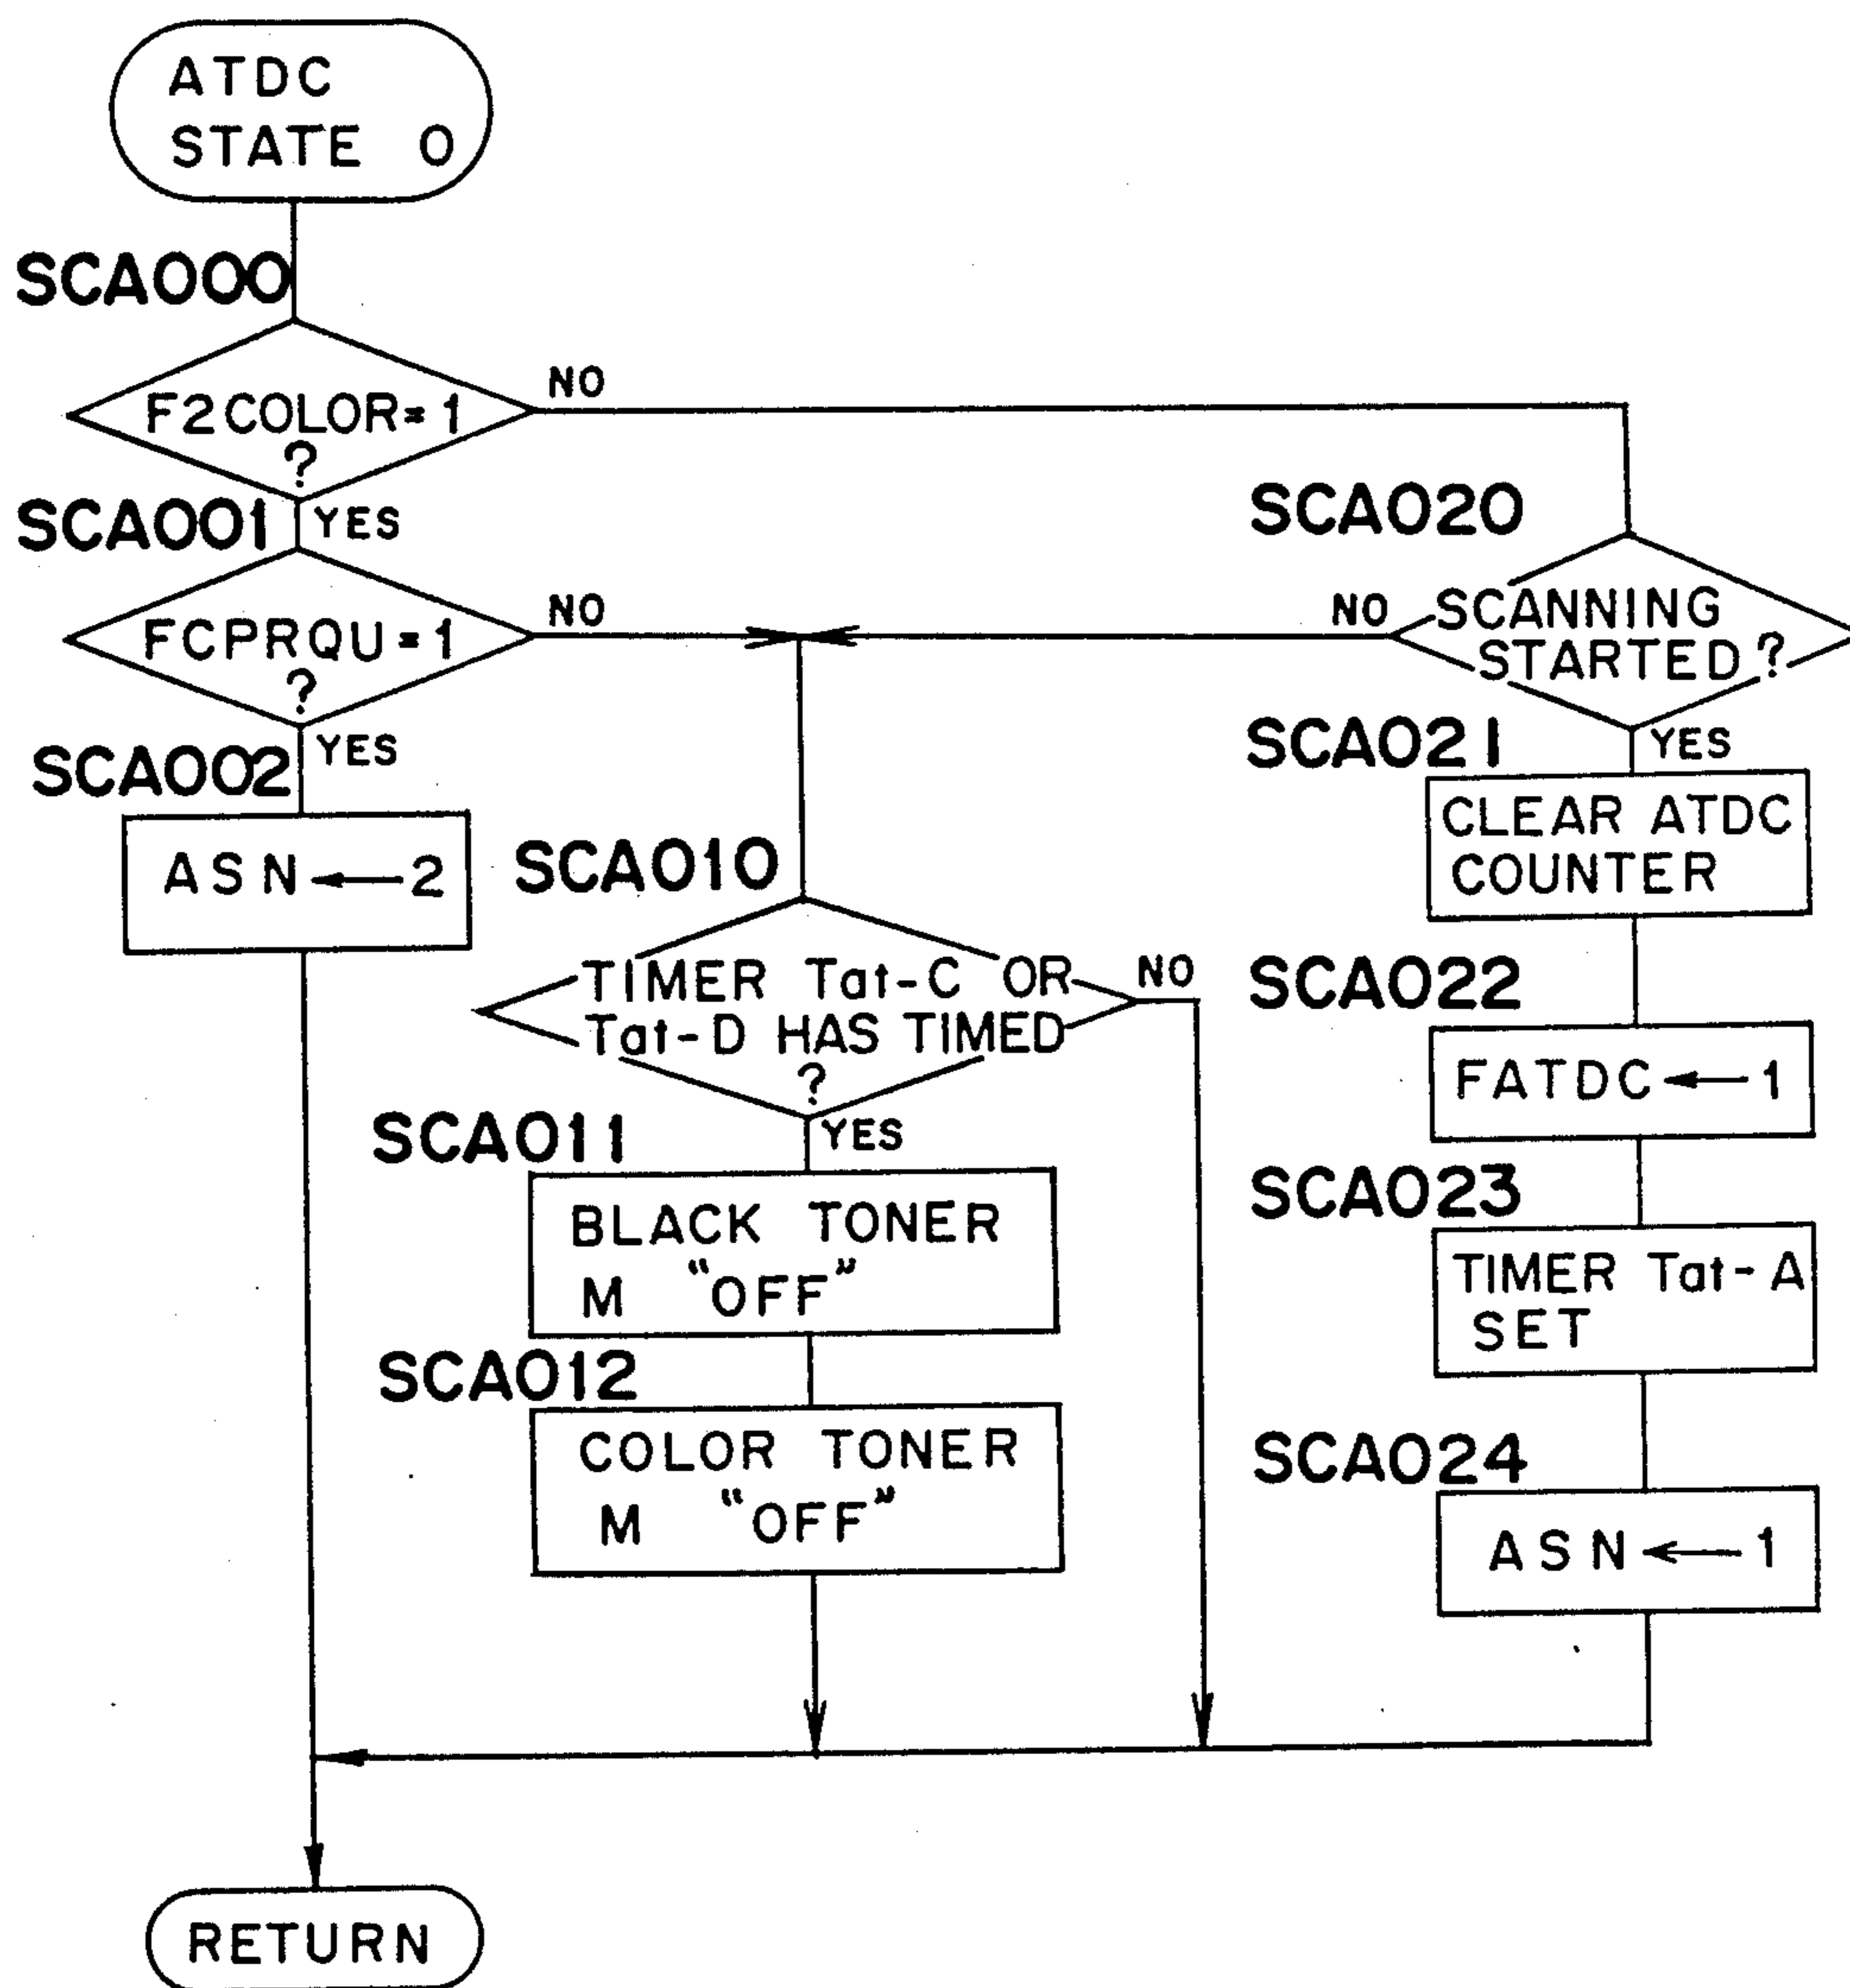 ATDC
STATE 0
SCA000
F2COLOR=1
?
NO
SCA001
YES
FCPRQU=1
?
NO
SCA002
YES
ASN←2
SCA020
NO
SCANNING
STARTED?
SCA021
YES
CLEAR ATDC
COUNTER
SCA010
TIMER Tat-C OR
Tat-D HAS TIMED
?
NO
SCA011
YES
BLACK TONER
M "OFF"
SCA012
COLOR TONER
M "OFF"
SCA022
FATDC←1
SCA023
TIMER Tat-A
SET
SCA024
ASN←1
RETURN